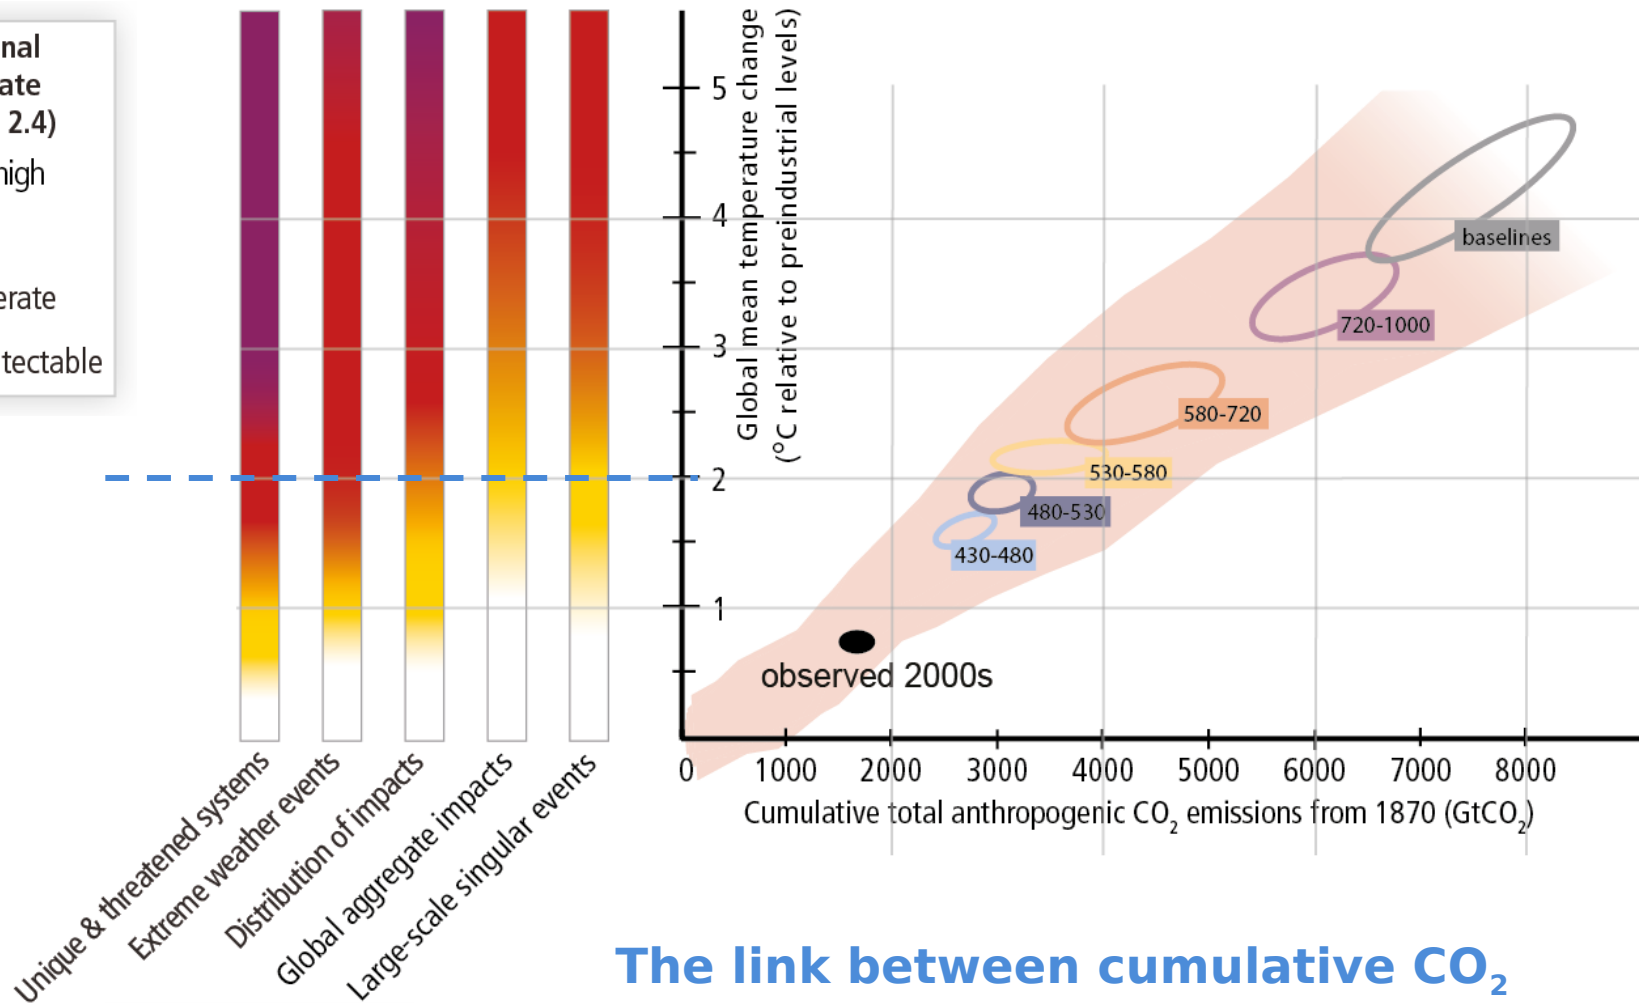 nal
ate
2.4)
high
erate
tectable
Unique & threatened systems
Extreme weather events
Distribution of impacts
Global aggregate impacts
Large-scale singular events
Global mean temperature change
(°C relative to preindustrial levels)
5
4
3
2
1
baselines
720-1000
580-720
530-580
480-530
430-480
observed 2000s
0 1000 2000 3000 4000 5000 6000 7000 8000
Cumulative total anthropogenic CO₂ emissions from 1870 (GtCO₂)
The link between cumulative CO₂